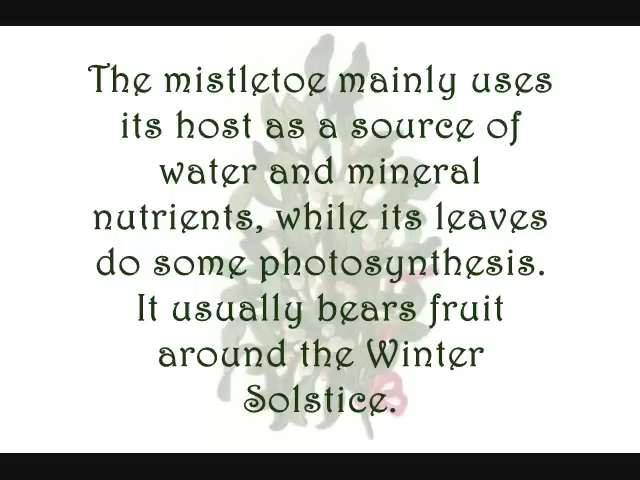 The mistletoe mainly uses
its host as a source of
water and mineral
nutrients, while its leaves
do some photosynthesis.
It usually bears fruit
around the Winter
Solstice.